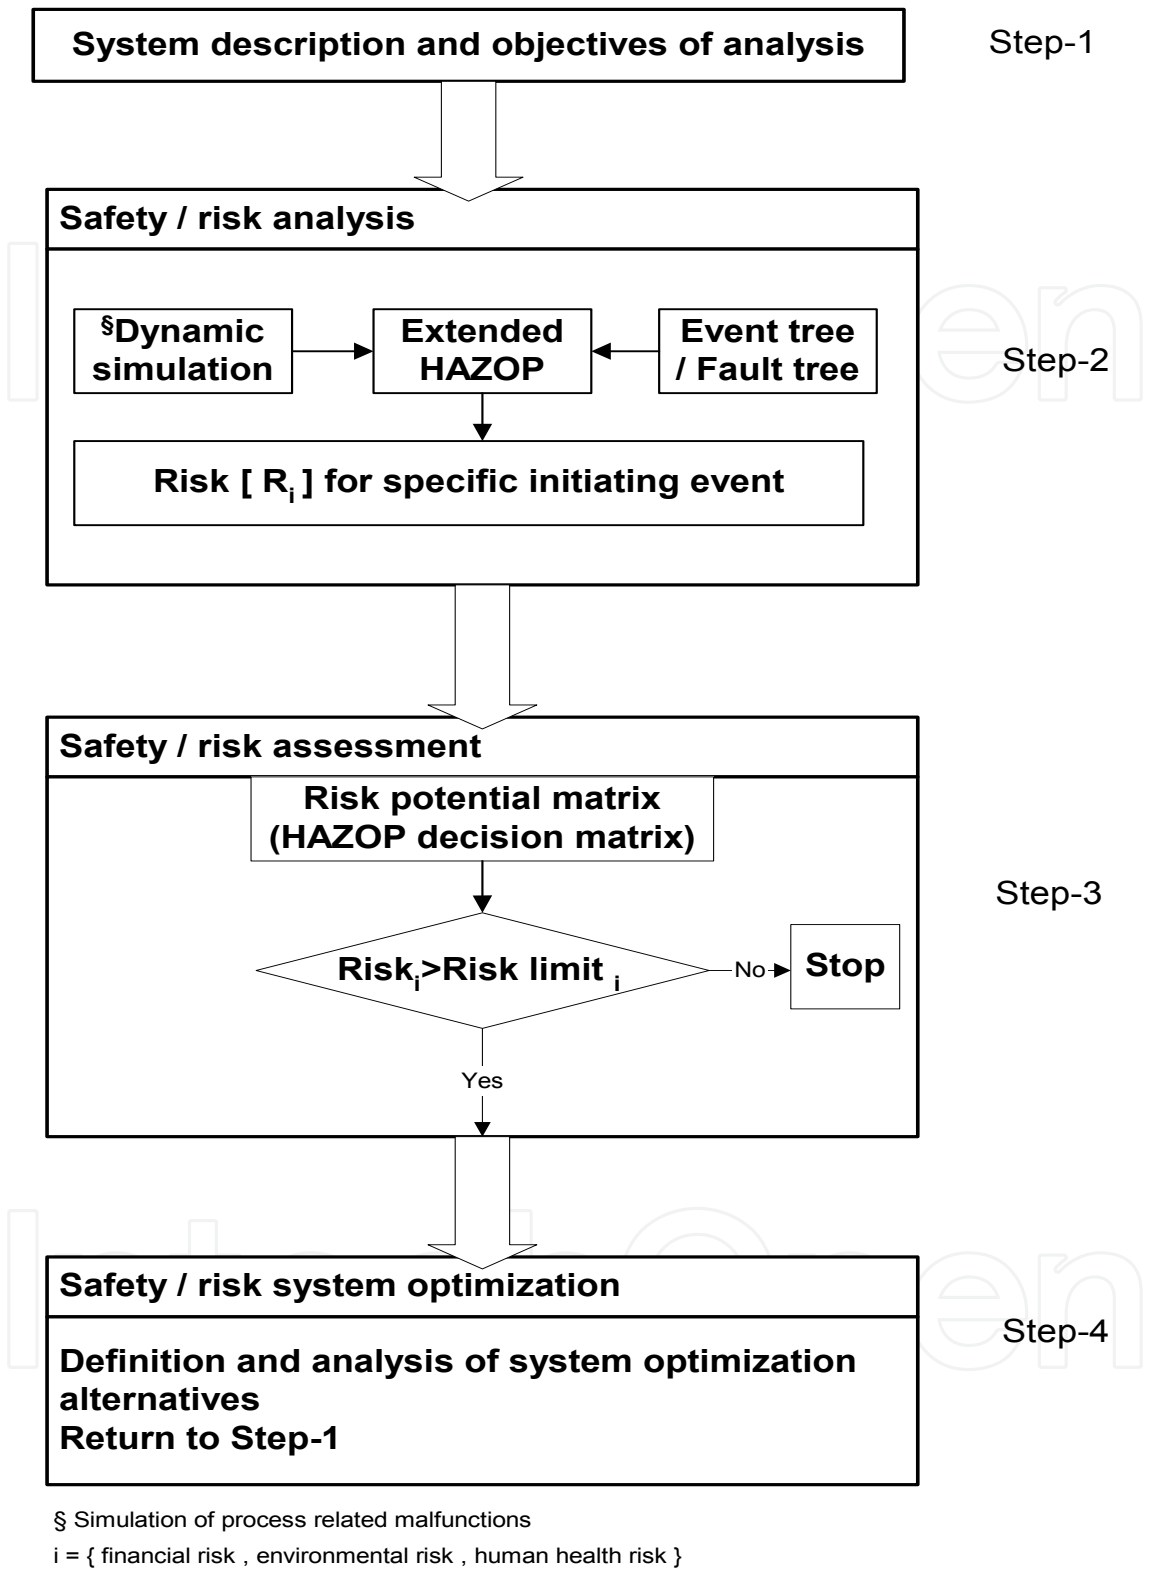 System description and objectives of analysis
Step-1
Safety / risk analysis
§Dynamic
simulation
Extended
HAZOP
Event tree
/ Fault tree
Step-2
Risk [ Ri ] for specific initiating event
Safety / risk assessment
Risk potential matrix
(HAZOP decision matrix)
Step-3
Riski>Risk limit i
No
Stop
Yes
Safety / risk system optimization
Step-4
Definition and analysis of system optimization
alternatives
Return to Step-1
§ Simulation of process related malfunctions
i = { financial risk , environmental risk , human health risk }